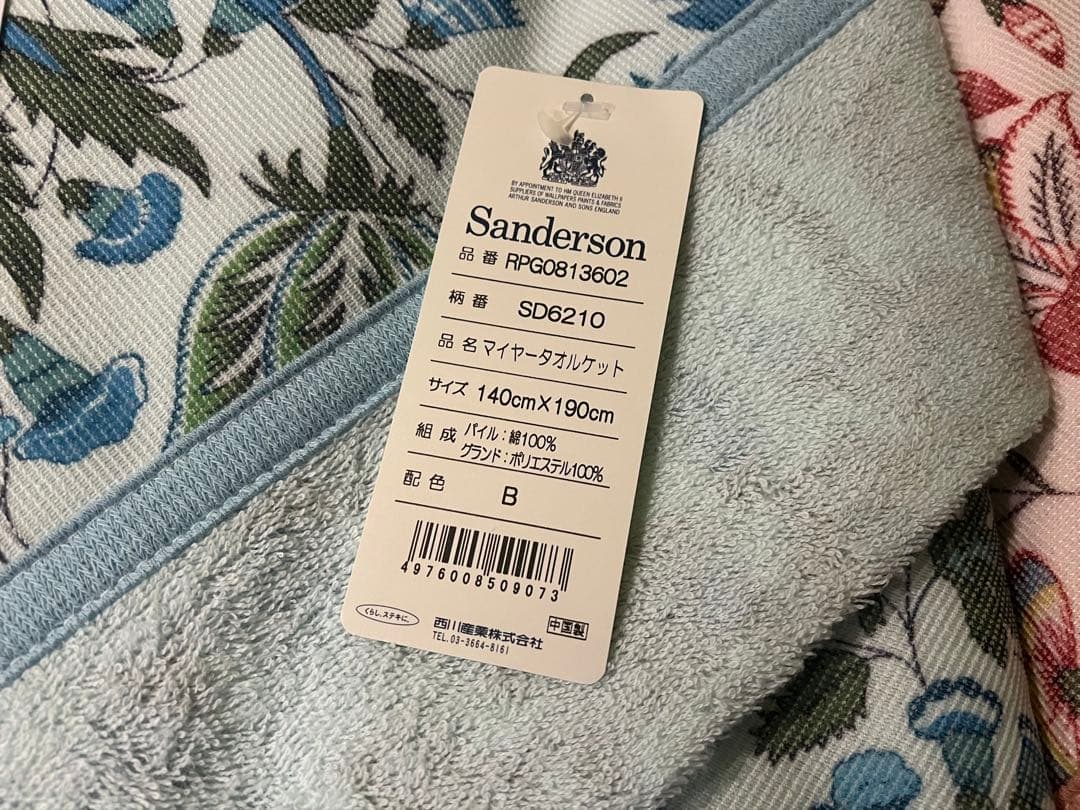 BY APPOINTMENT TO HM QUEEN ELIZABETH II
SUPPLIERS OF WALLPAPERS PAINTS & FABRICS
ARTHUR SANDERSON AND SONS ENGLAND
Sanderson
品番 RPG0813602
柄番 SD6210
品名 マイヤータオルケット
サイズ 140cm×190cm
組成 パイル:綿100%
グランド:ポリエステル100%
配色 B
4976008509073
くらし、ステキに。
西川産業株式会社 中国製
TEL.03-3664-8161